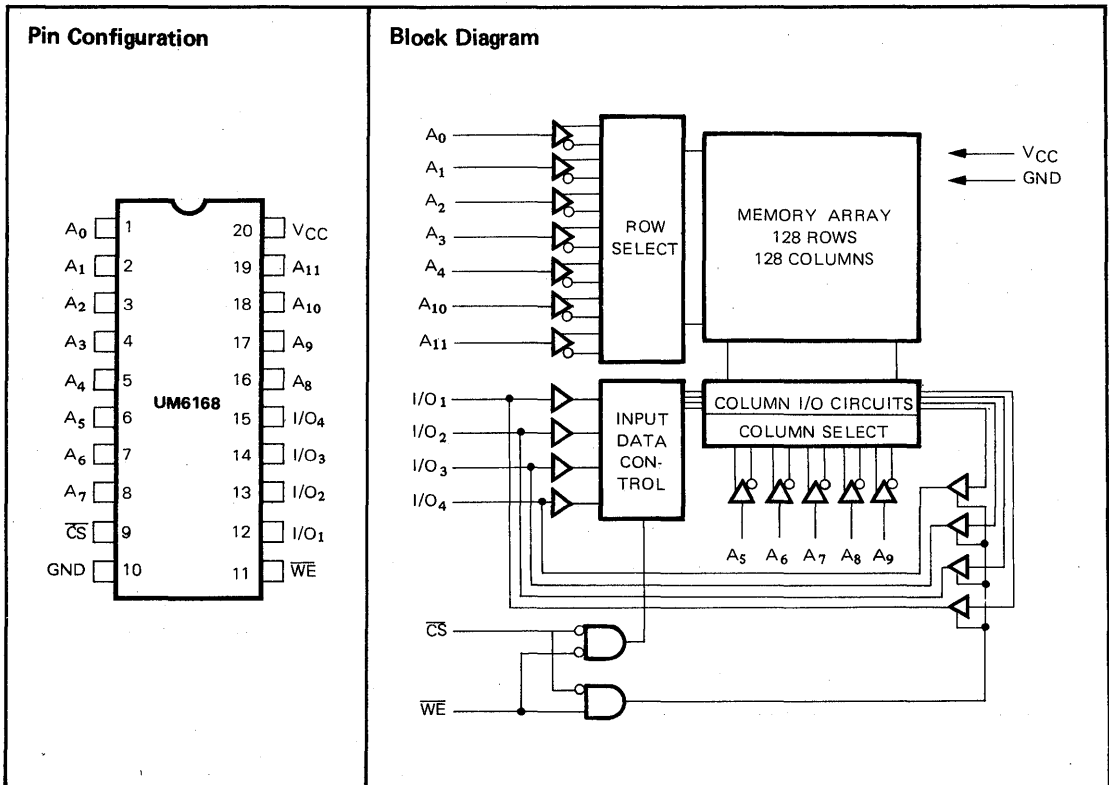 Pin Configuration
A0 1
A1 2
A2 3
A3 4
A4 5
A5 6
A6 7
A7 8
CS 9
GND 10
UM6168
20 VCC
19 A11
18 A10
17 A9
16 A8
15 I/O4
14 I/O3
13 I/O2
12 I/O1
11 WE
Block Diagram
A0
A1
A2
A3
A4
A10
A11
ROW
SELECT
MEMORY ARRAY
128 ROWS
128 COLUMNS
VCC
GND
I/O1
I/O2
I/O3
I/O4
INPUT
DATA
CON-
TROL
COLUMN I/O CIRCUITS
COLUMN SELECT
A5 A6 A7 A8 A9
CS
WE